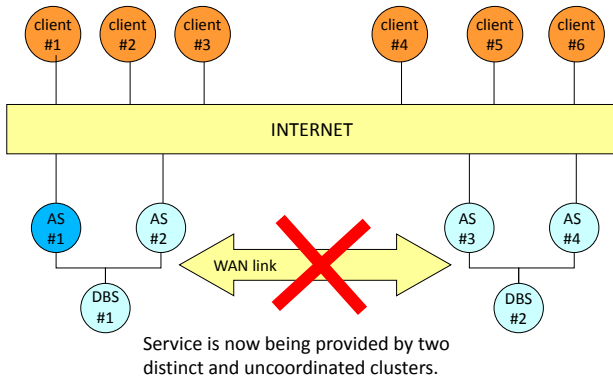 client #1
client #2
client #3
client #4
client #5
client #6
INTERNET
AS #1
AS #2
AS #3
AS #4
WAN link
DBS #1
DBS #2
Service is now being provided by two
distinct and uncoordinated clusters.